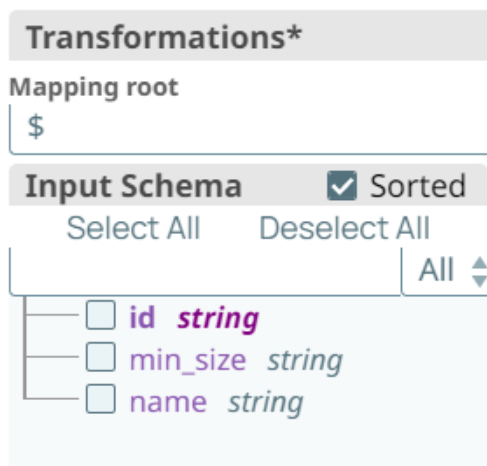 Transformations*
Mapping root
$
Input Schema Sorted
Select All Deselect All
All
id string
min_size string
name string